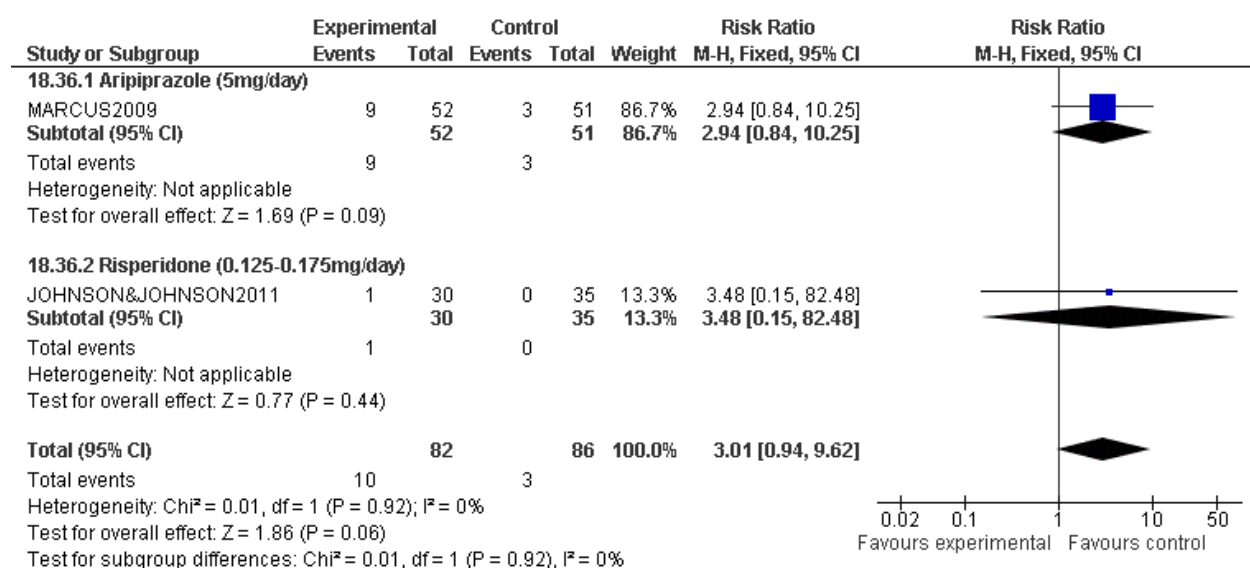 Experimental Control Risk Ratio Risk Ratio
Study or Subgroup Events Total Events Total Weight M-H, Fixed, 95% CI M-H, Fixed, 95% CI
18.36.1 Aripiprazole (5mg/day)
MARCUS2009 9 52 3 51 86.7% 2.94 [0.84, 10.25]
Subtotal (95% CI) 52 51 86.7% 2.94 [0.84, 10.25]
Total events 9 3
Heterogeneity: Not applicable
Test for overall effect: Z = 1.69 (P = 0.09)
18.36.2 Risperidone (0.125-0.175mg/day)
JOHNSON&JOHNSON2011 1 30 0 35 13.3% 3.48 [0.15, 82.48]
Subtotal (95% CI) 30 35 13.3% 3.48 [0.15, 82.48]
Total events 1 0
Heterogeneity: Not applicable
Test for overall effect: Z = 0.77 (P = 0.44)
Total (95% CI) 82 86 100.0% 3.01 [0.94, 9.62]
Total events 10 3
Heterogeneity: Chi² = 0.01, df = 1 (P = 0.92); I² = 0%
Test for overall effect: Z = 1.86 (P = 0.06)
Test for subgroup differences: Chi² = 0.01, df = 1 (P = 0.92), I² = 0%
0.02 0.1 1 10 50
Favours experimental Favours control